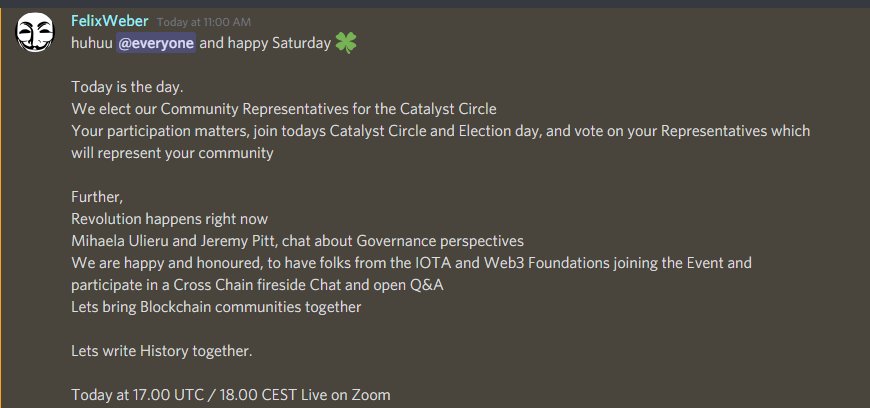 FelixWeber Today at 11:00 AM
huhuu @everyone and happy Saturday
Today is the day.
We elect our Community Representatives for the Catalyst Circle
Your participation matters, join todays Catalyst Circle and Election day, and vote on your Representatives which
will represent your community
Further,
Revolution happens right now
Mihaela Ulieru and Jeremy Pitt, chat about Governance perspectives
We are happy and honoured, to have folks from the IOTA and Web3 Foundations joining the Event and
participate in a Cross Chain fireside Chat and open Q&A
Lets bring Blockchain communities together
Lets write History together.
Today at 17.00 UTC / 18.00 CEST Live on Zoom